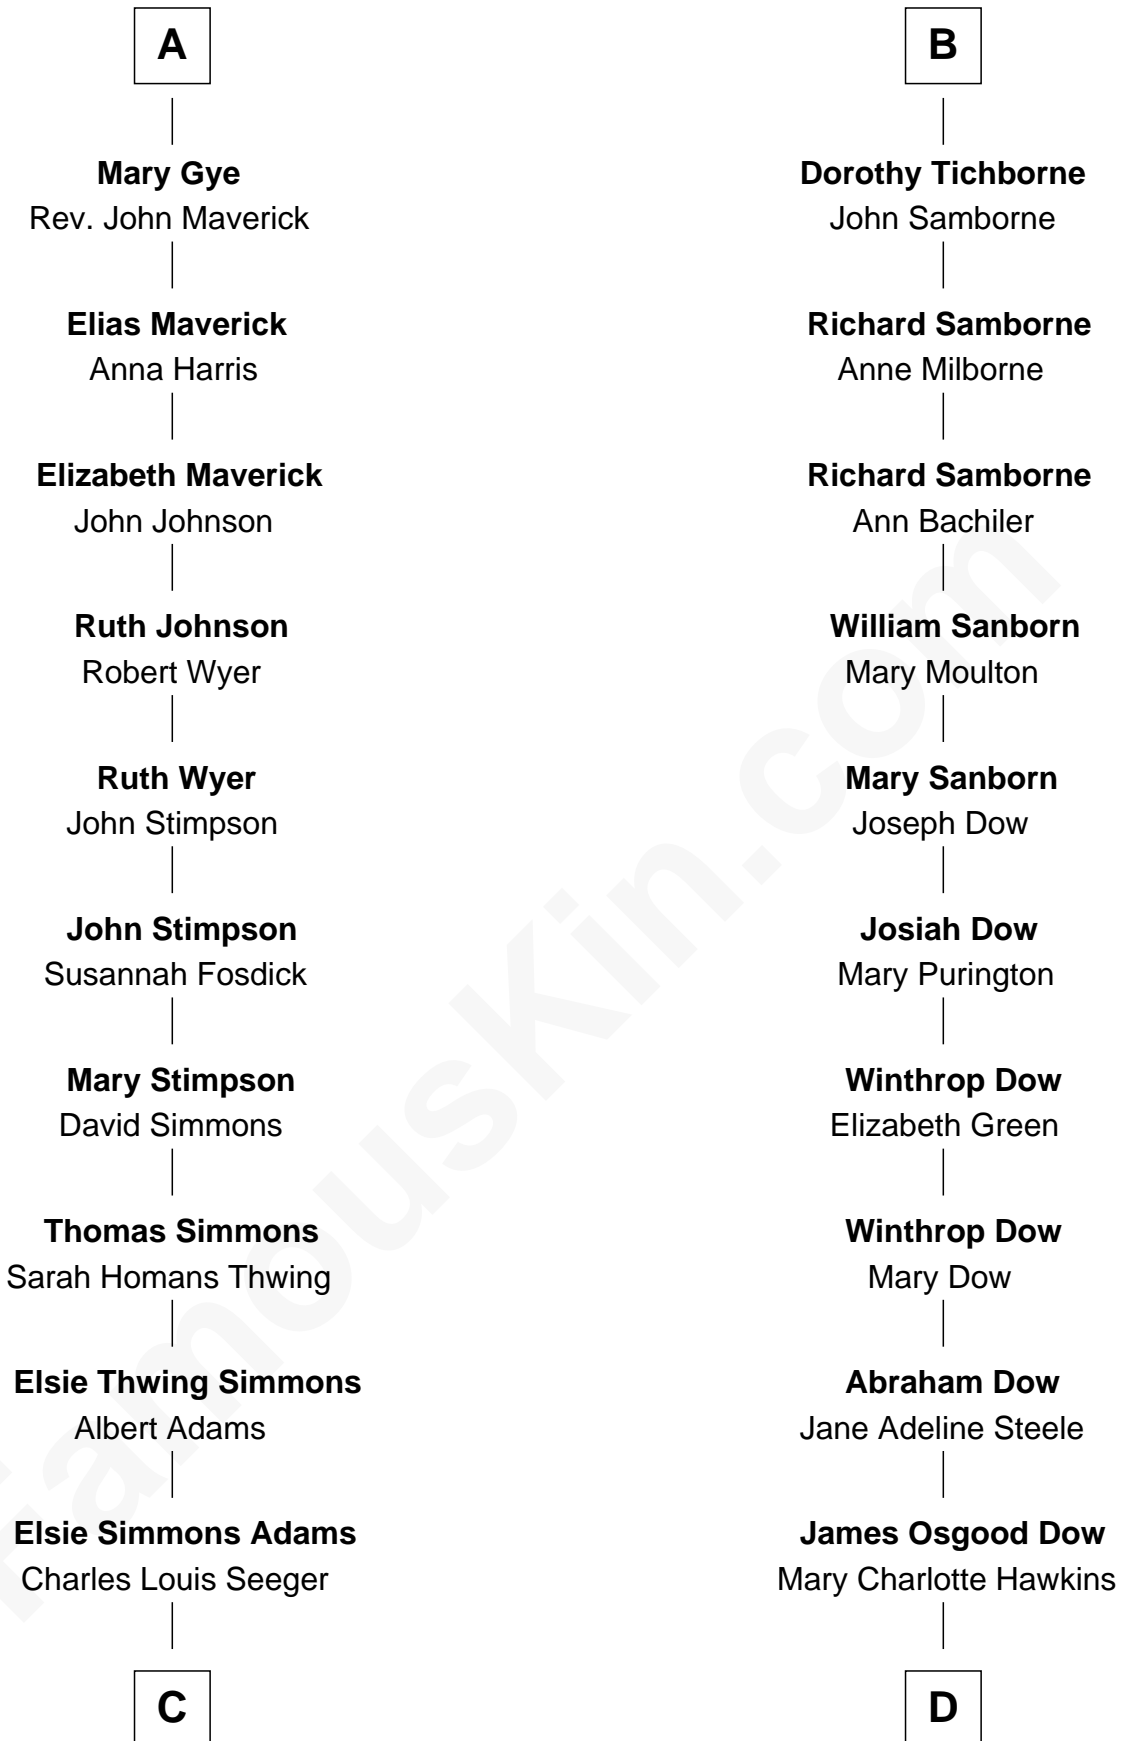 A
Mary Gye
Rev. John Maverick
Elias Maverick
Anna Harris
Elizabeth Maverick
John Johnson
Ruth Johnson
Robert Wyer
Ruth Wyer
John Stimpson
John Stimpson
Susannah Fosdick
Mary Stimpson
David Simmons
Thomas Simmons
Sarah Homans Thwing
Elsie Thwing Simmons
Albert Adams
Elsie Simmons Adams
Charles Louis Seeger
C
B
Dorothy Tichborne
John Samborne
Richard Samborne
Anne Milborne
Richard Samborne
Ann Bachiler
William Sanborn
Mary Moulton
Mary Sanborn
Joseph Dow
Josiah Dow
Mary Purington
Winthrop Dow
Elizabeth Green
Winthrop Dow
Mary Dow
Abraham Dow
Jane Adeline Steele
James Osgood Dow
Mary Charlotte Hawkins
D
FamousKin.com